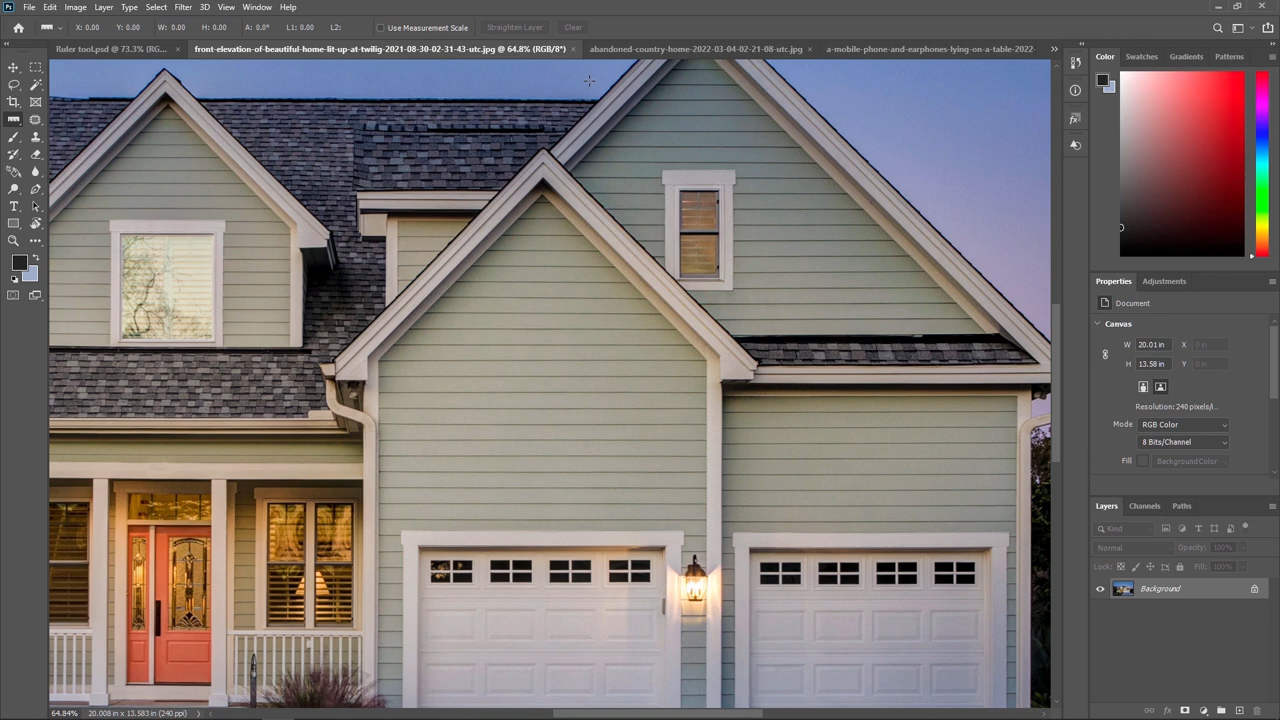 Ps File Edit Image Layer Type Select Filter 3D View Window Help
X: 0.00 Y: 0.00 W: 0.00 H: 0.00 A: 0.0° L1: 0.00 L2: Use Measurement Scale Straighten Layer Clear
Ruler tool.psd @ 73.3% (RG... × front-elevation-of-beautiful-home-lit-up-at-twilig-2021-08-30-02-31-43-utc.jpg @ 64.8% (RGB/8*) × abandoned-country-home-2022-03-04-02-21-08-utc.jpg × a-mobile-phone-and-earphones-lying-on-a-table-2022-
Color Swatches Gradients Patterns
Properties Adjustments
Document
Canvas
W 20.01 in X 0 in
H 13.58 in Y 0 in
Resolution: 240 pixels/i...
Mode RGB Color
8 Bits/Channel
Fill Background Color
Layers Channels Paths
Kind
Normal Opacity: 100%
Lock: Fill: 100%
Background
64.84% 20.008 in x 13.583 in (240 ppi)